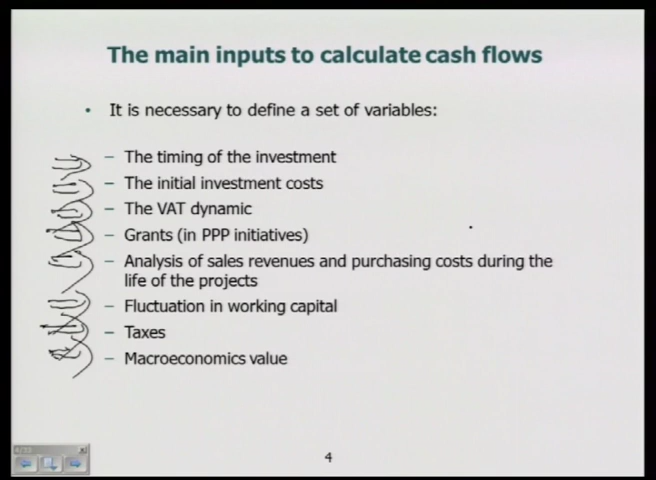 The main inputs to calculate cash flows
• It is necessary to define a set of variables:
– The timing of the investment
– The initial investment costs
– The VAT dynamic
– Grants (in PPP initiatives)
– Analysis of sales revenues and purchasing costs during the
life of the projects
– Fluctuation in working capital
– Taxes
– Macroeconomics value
4